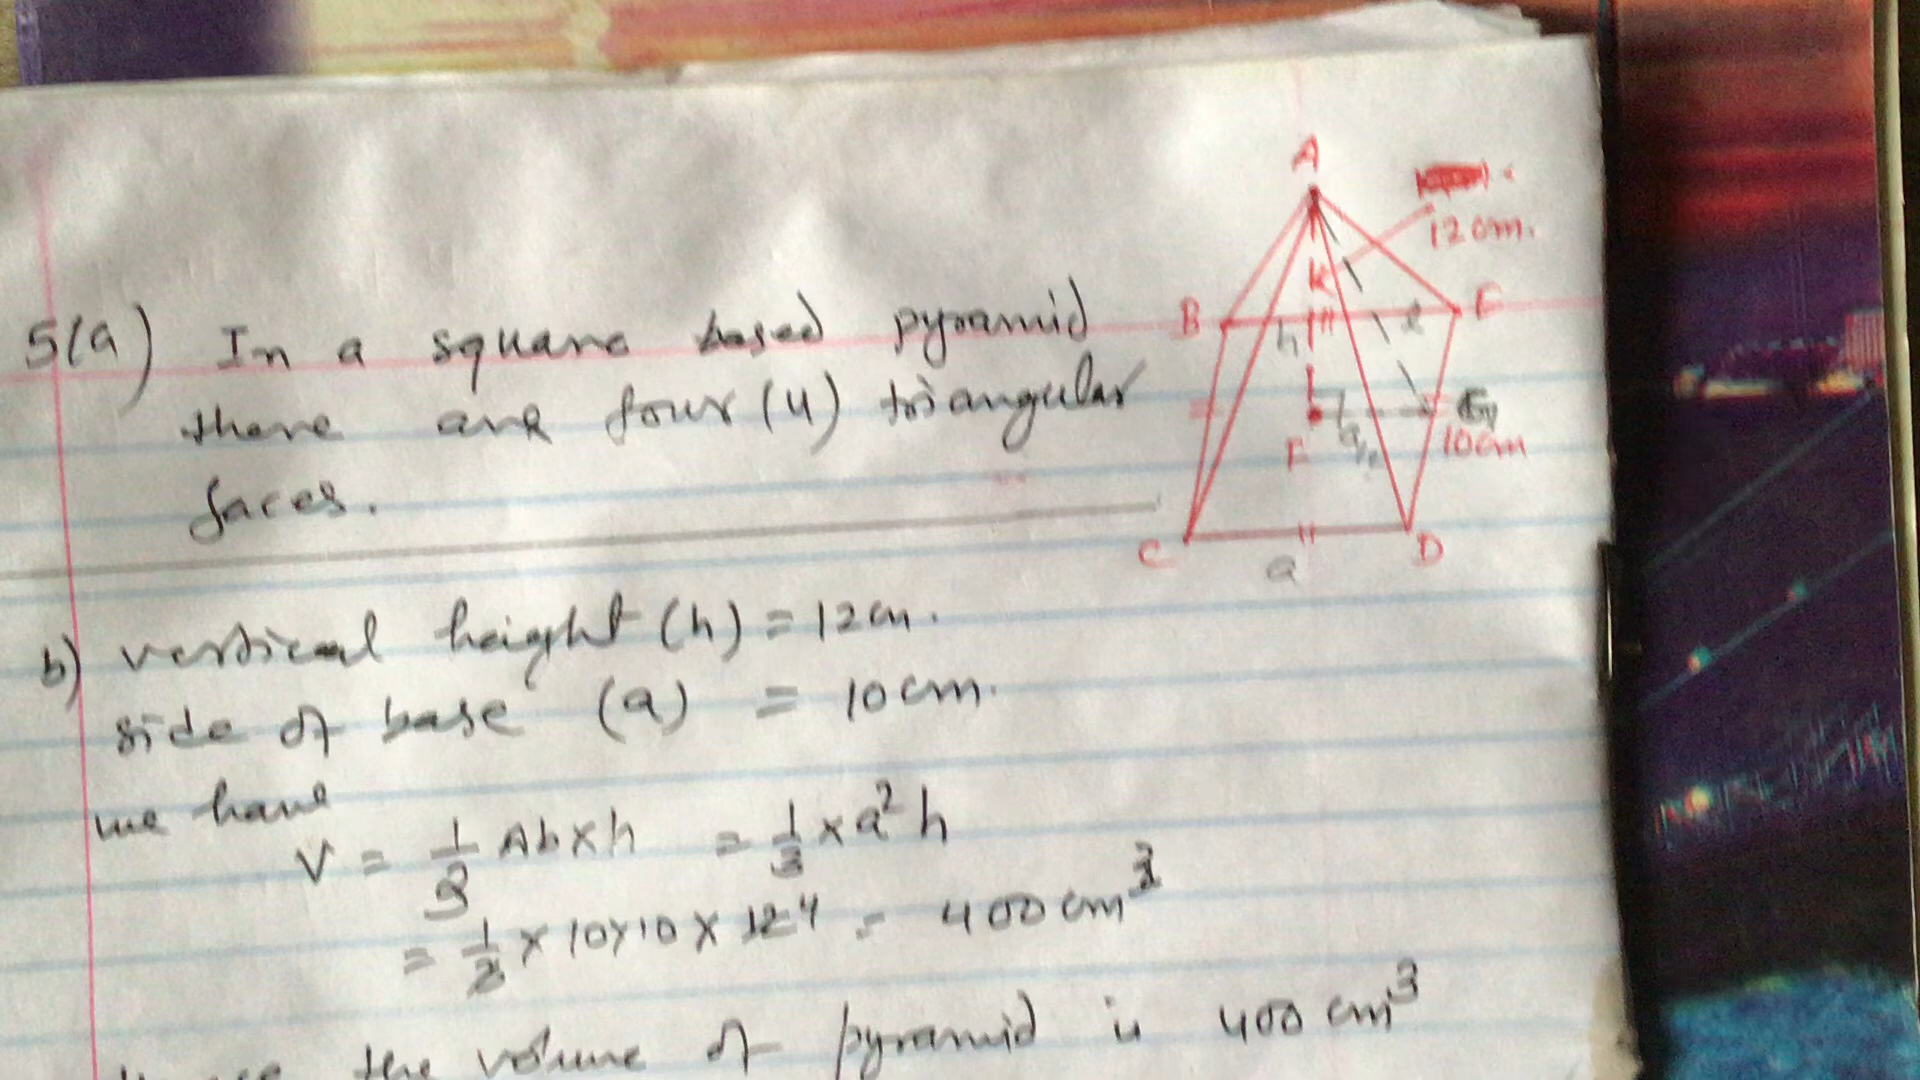 A
12cm.
5(a) In a square based pyramid
B
K
E
h
l
there are four (4) triangular
G
F
a/2
10cm
faces.
C
D
a
b) vertical height (h) = 12cm.
side of base (a) = 10cm.
we have
V = 1/3 Ab x h = 1/3 x a² h
= 1/3 x 10 x 10 x 12 4 = 400 cm³
the volume of pyramid is 400 cm³